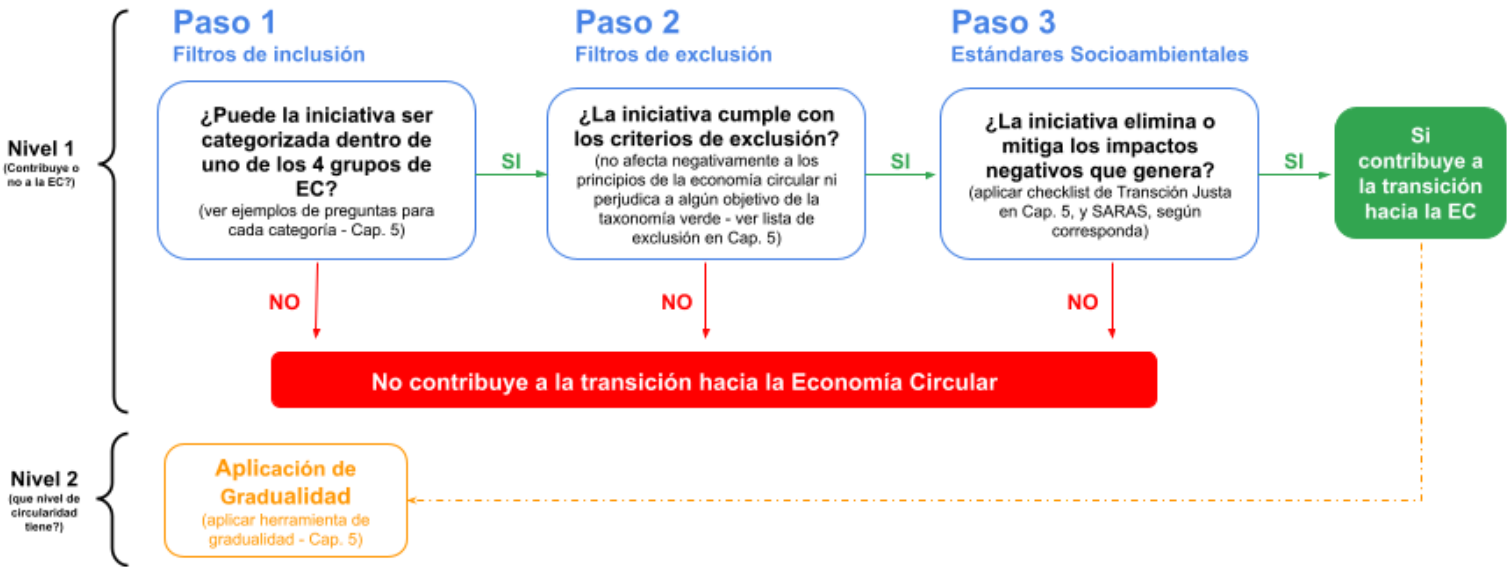 Paso 1
Filtros de inclusión
Paso 2
Filtros de exclusión
Paso 3
Estándares Socioambientales
Nivel 1
(Contribuye o
no a la EC?)
¿Puede la iniciativa ser
categorizada dentro de
uno de los 4 grupos de
EC?
(ver ejemplos de preguntas para
cada categoría - Cap. 5)
SI
¿La iniciativa cumple con
los criterios de exclusión?
(no afecta negativamente a los
principios de la economía circular ni
perjudica a algún objetivo de la
taxonomía verde - ver lista de
exclusión en Cap. 5)
SI
¿La iniciativa elimina o
mitiga los impactos
negativos que genera?
(aplicar checklist de Transción Justa
en Cap. 5, y SARAS, según
corresponda)
SI
Si
contribuye a
la transición
hacia la EC
NO
NO
NO
No contribuye a la transición hacia la Economía Circular
Nivel 2
(que nivel de
circularidad
tiene?)
Aplicación de
Gradualidad
(aplicar herramienta de
gradualidad - Cap. 5)